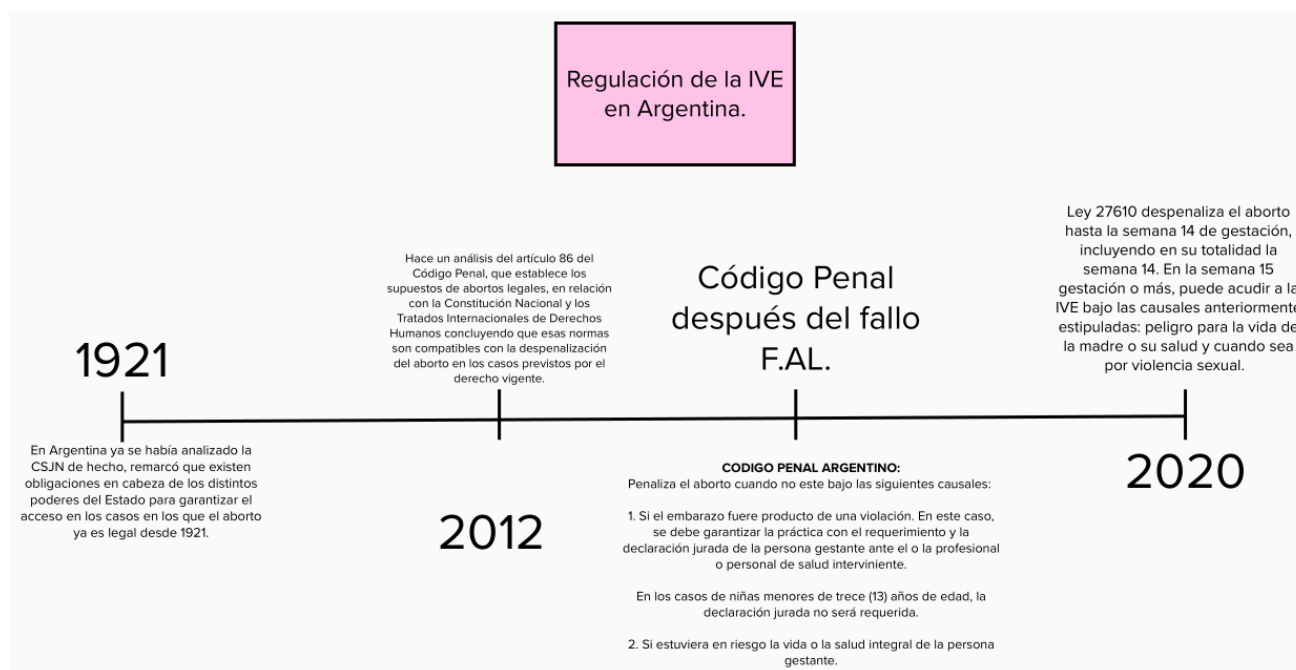 Regulación de la IVE
en Argentina.
1921
En Argentina ya se había analizado la
CSJN de hecho, remarcó que existen
obligaciones en cabeza de los distintos
poderes del Estado para garantizar el
acceso en los casos en los que el aborto
ya es legal desde 1921.
Hace un análisis del artículo 86 del
Código Penal, que establece los
supuestos de abortos legales, en relación
con la Constitución Nacional y los
Tratados Internacionales de Derechos
Humanos concluyendo que esas normas
son compatibles con la despenalización
del aborto en los casos previstos por el
derecho vigente.
2012
Código Penal
después del fallo
F.AL.
CODIGO PENAL ARGENTINO:
Penaliza el aborto cuando no este bajo las siguientes causales:
1. Si el embarazo fuere producto de una violación. En este caso,
se debe garantizar la práctica con el requerimiento y la
declaración jurada de la persona gestante ante el o la profesional
o personal de salud interviniente.
En los casos de niñas menores de trece (13) años de edad, la
declaración jurada no será requerida.
2. Si estuviera en riesgo la vida o la salud integral de la persona
gestante.
Ley 27610 despenaliza el aborto
hasta la semana 14 de gestación,
incluyendo en su totalidad la
semana 14. En la semana 15
gestación o más, puede acudir a la
IVE bajo las causales anteriormente
estipuladas: peligro para la vida de
la madre o su salud y cuando sea
por violencia sexual.
2020